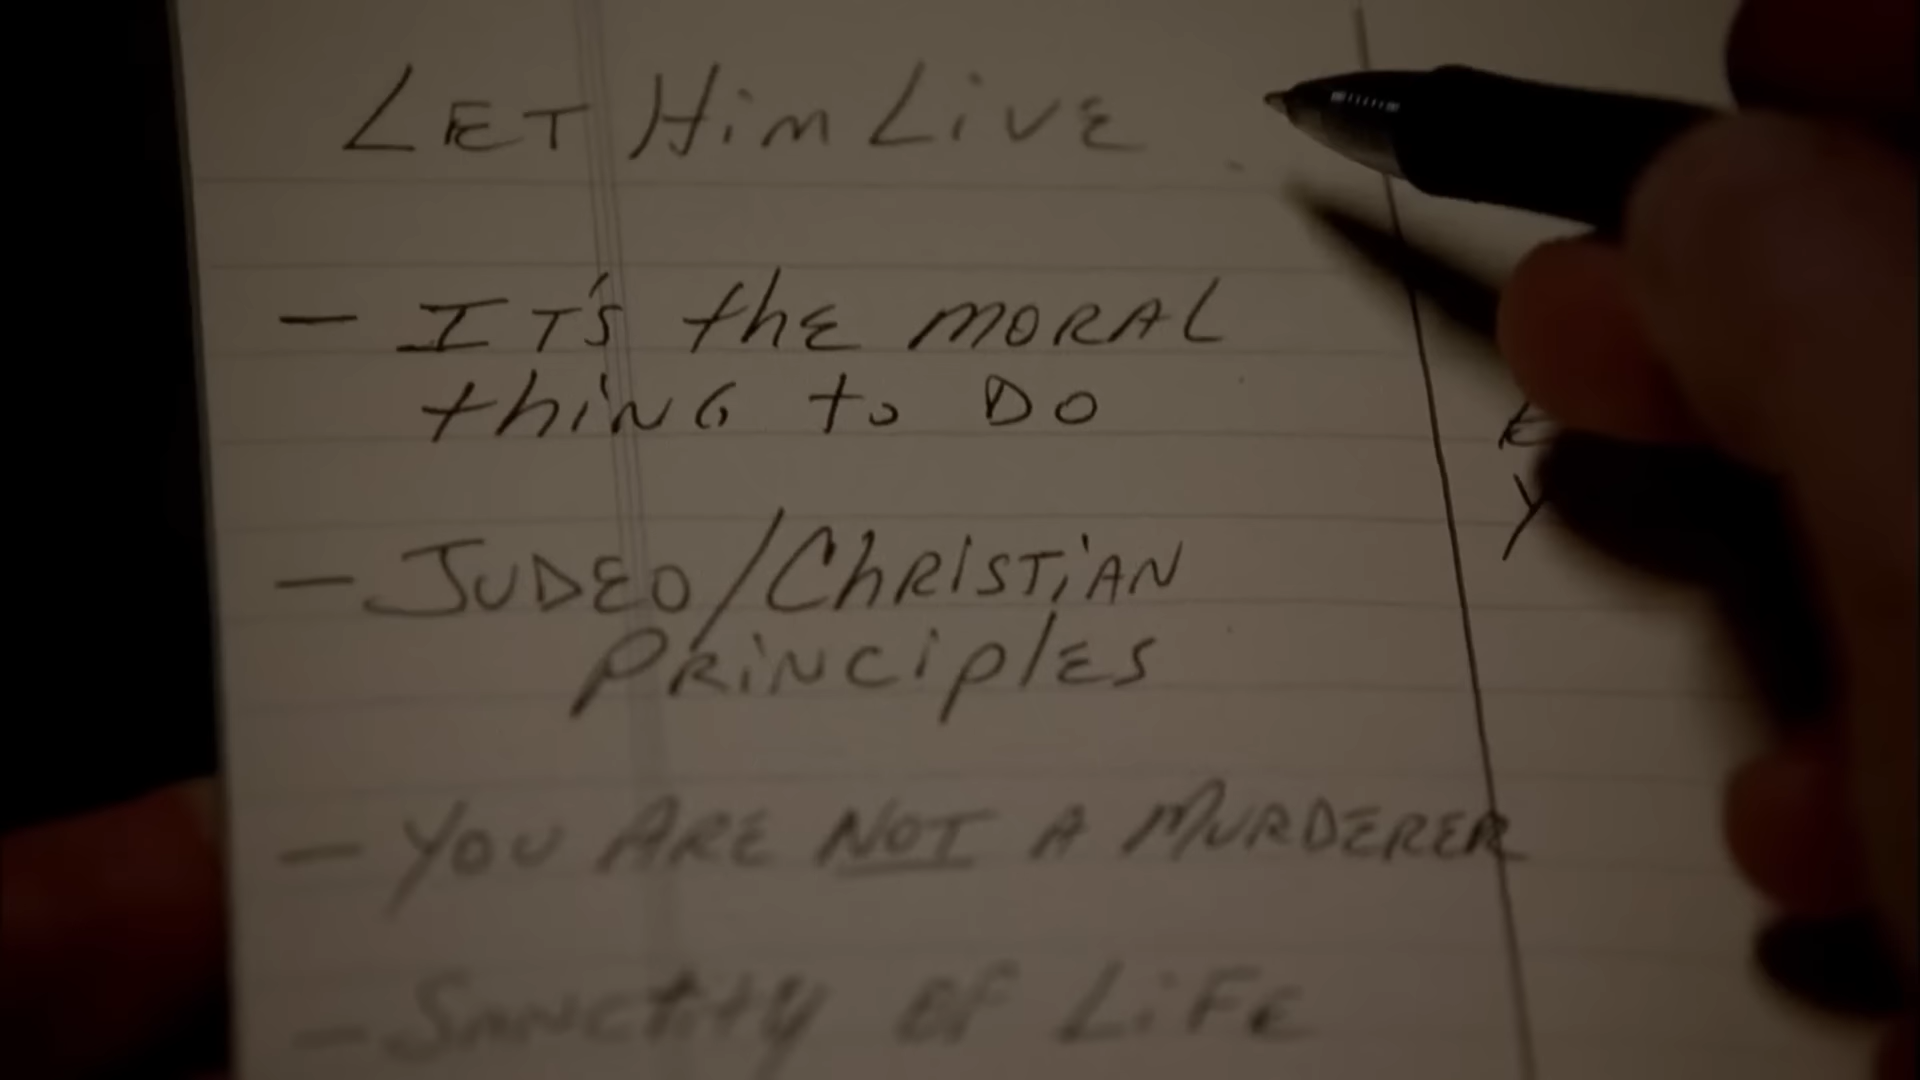 LET Him LivE
- IT'S thE mORAL
thiNG to DO
- JUDEO/ChRiSTiAN
PRiNCiplES
- YOU ARE NOT A MURDERER
- SANCtity OF LiFE
E
Y